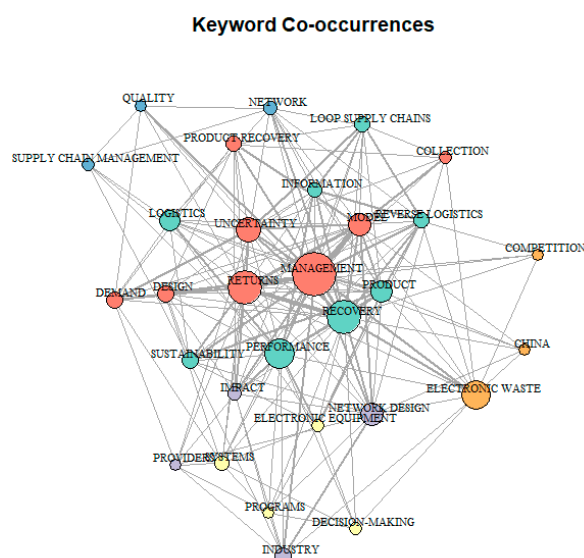 Keyword Co-occurrences
QUALITY
NETWORK
LOOP SUPPLY CHAINS
PRODUCT RECOVERY
COLLECTION
SUPPLY CHAIN MANAGEMENT
INFORMATION
LOGISTICS
UNCERTAINTY
MODEL
REVERSE LOGISTICS
COMPETITION
MANAGEMENT
RETURNS
DEMAND
DESIGN
PRODUCT
RECOVERY
CHINA
SUSTAINABILITY
PERFORMANCE
IMPACT
ELECTRONIC WASTE
NETWORK DESIGN
ELECTRONIC EQUIPMENT
PROVIDERS
SYSTEMS
PROGRAMS
DECISION-MAKING
INDUSTRY